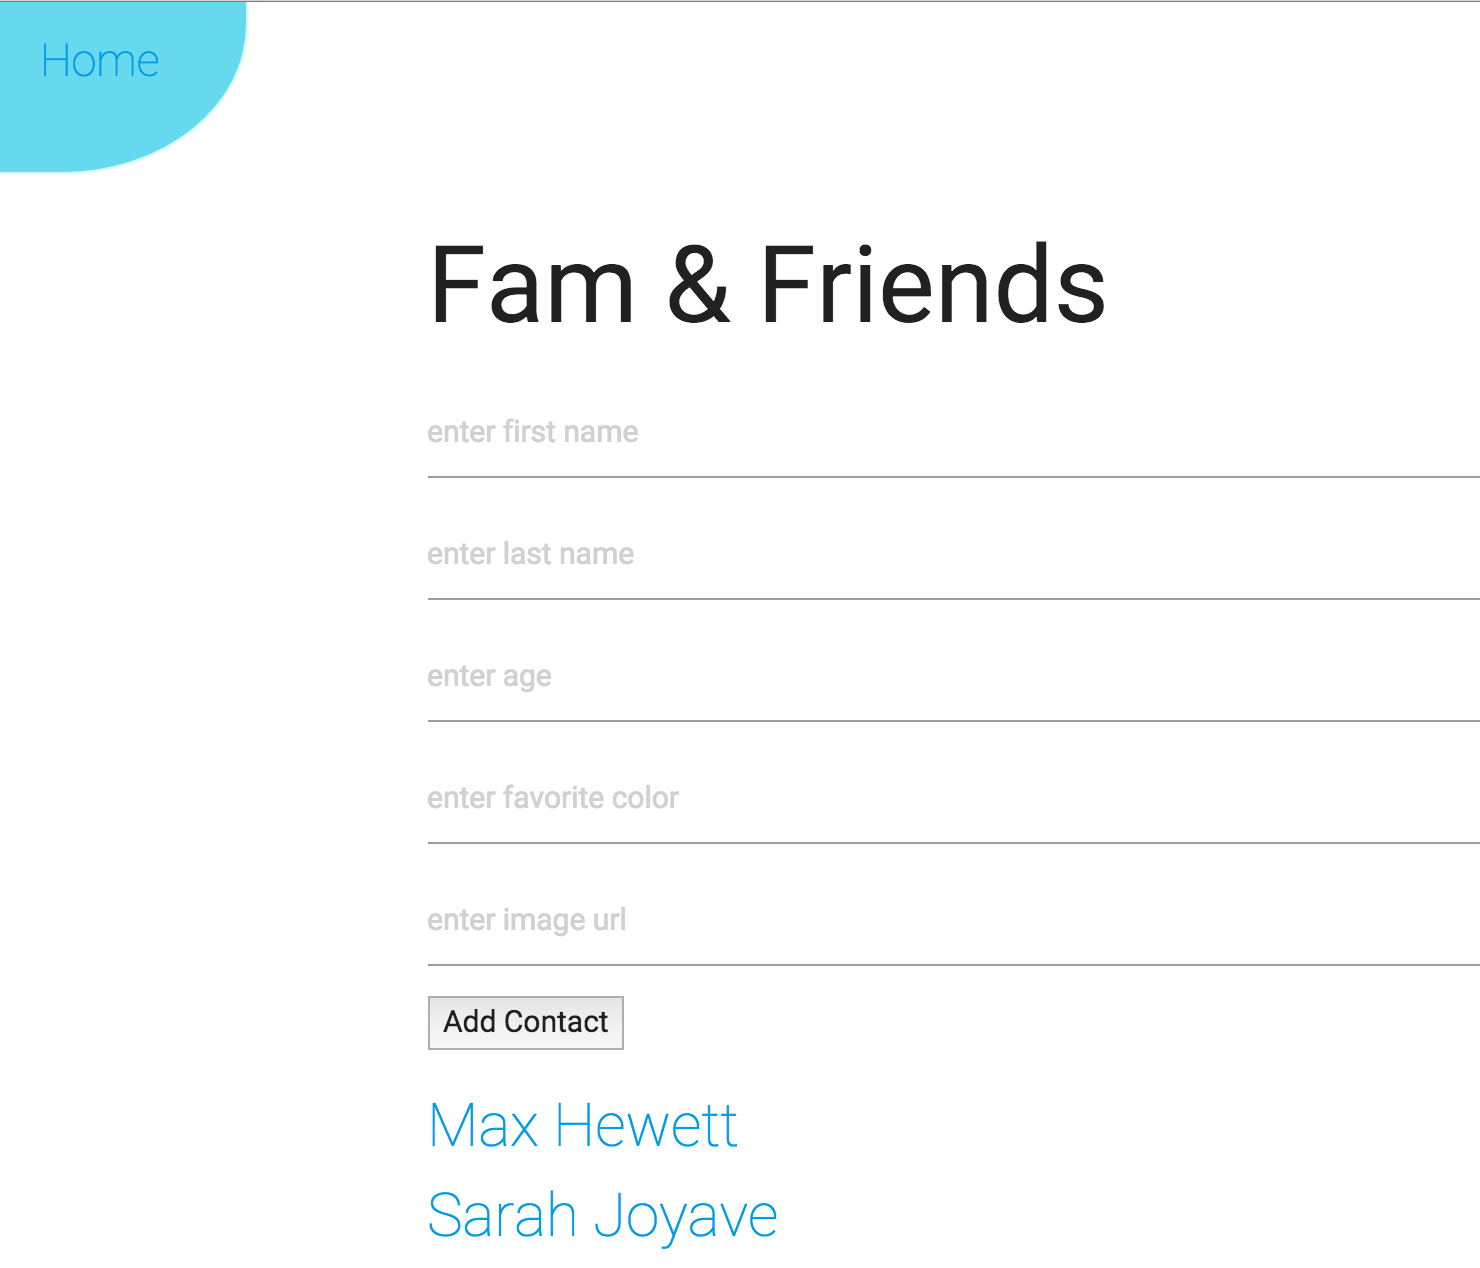 Home
Fam & Friends
enter first name
enter last name
enter age
enter favorite color
enter image url
Add Contact
Max Hewett
Sarah Joyave